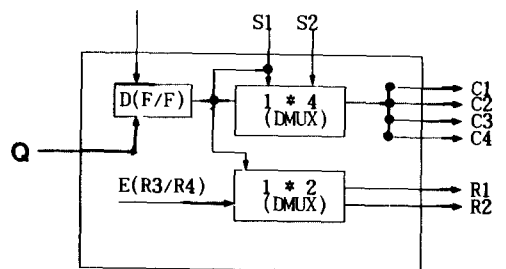 S1 S2
D(F/F)
1 * 4
(DMUX)
C1
C2
C3
C4
Q
E(R3/R4)
1 * 2
(DMUX)
R1
R2